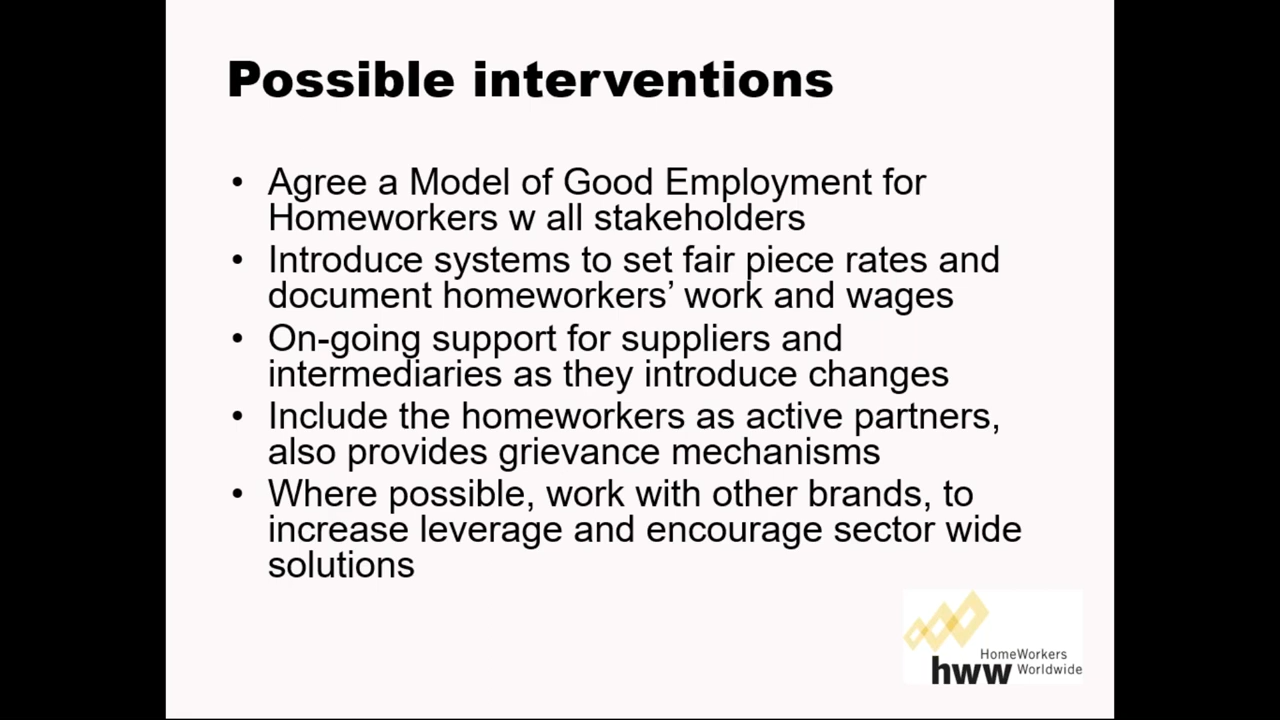 Possible interventions
• Agree a Model of Good Employment for
Homeworkers w all stakeholders
• Introduce systems to set fair piece rates and
document homeworkers’ work and wages
• On-going support for suppliers and
intermediaries as they introduce changes
• Include the homeworkers as active partners,
also provides grievance mechanisms
• Where possible, work with other brands, to
increase leverage and encourage sector wide
solutions
HomeWorkers
hww Worldwide